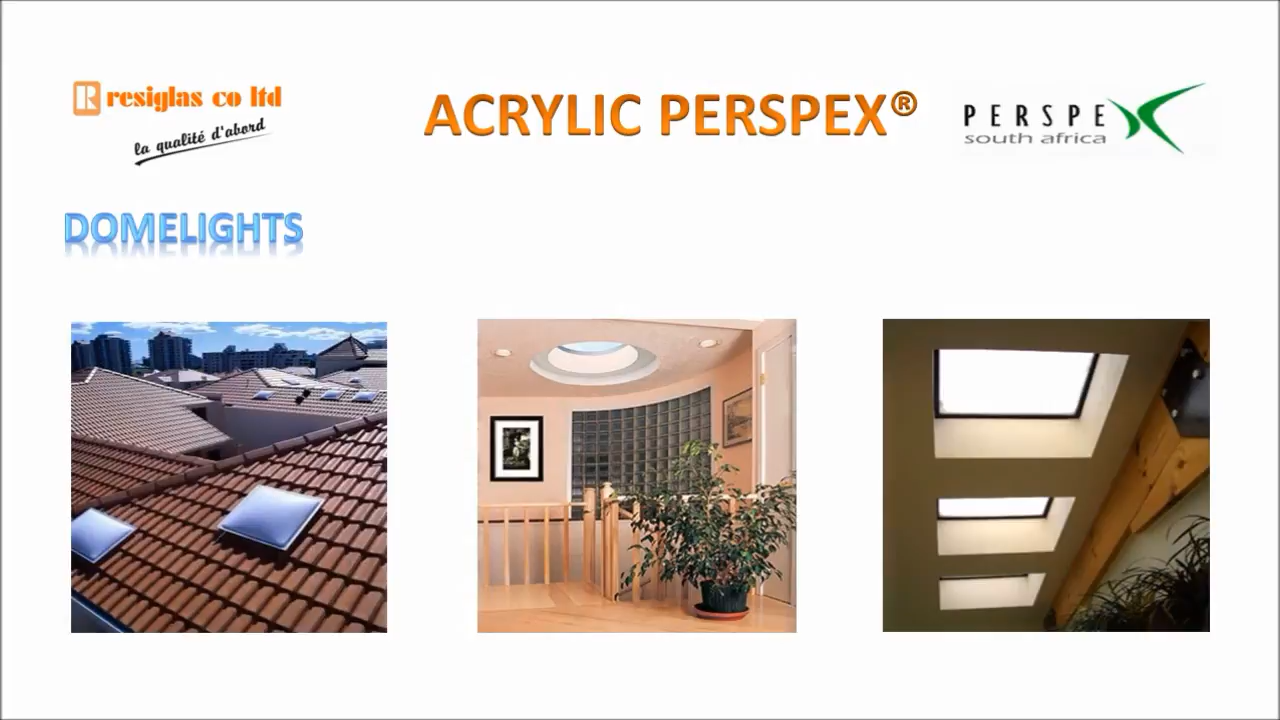 resiglas co ltd
la qualité d'abord
ACRYLIC PERSPEX®
PERSPEX
south africa
DOMELIGHTS